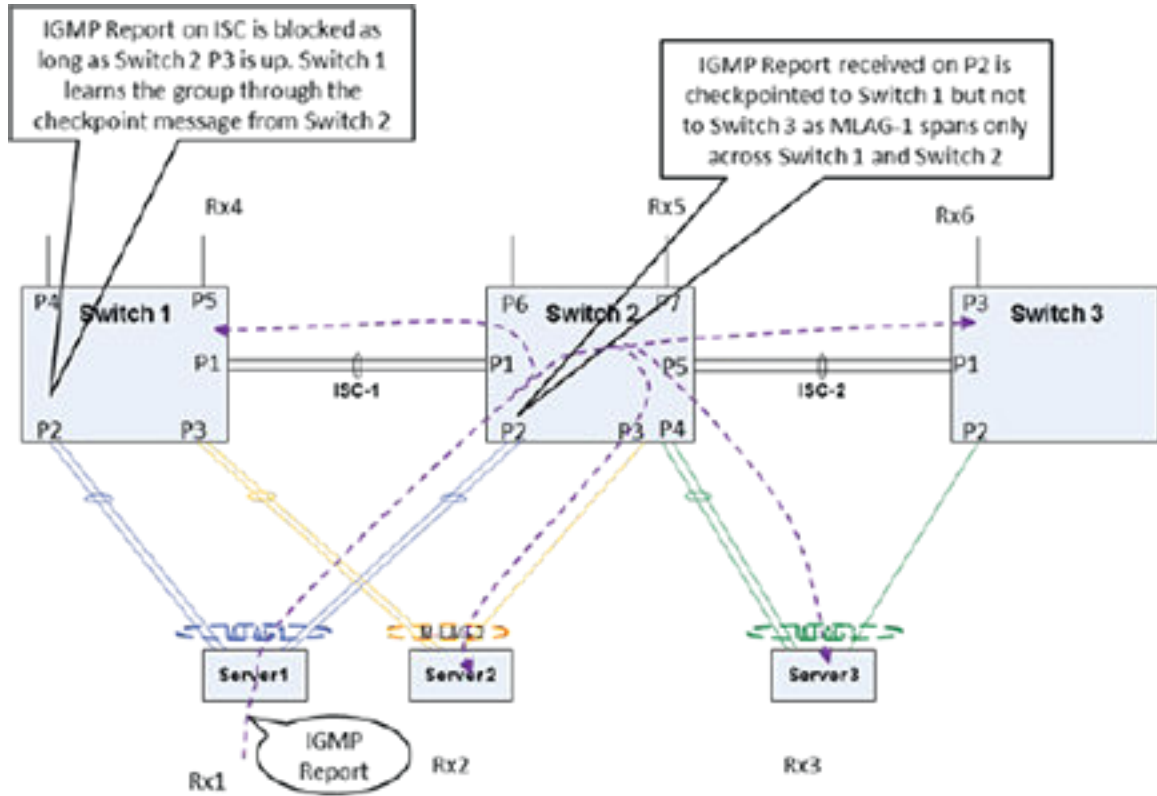 IGMP Report on ISC is blocked as
long as Switch 2 P3 is up. Switch 1
learns the group through the
checkpoint message from Switch 2
IGMP Report received on P2 is
checkpointed to Switch 1 but not
to Switch 3 as MLAG-1 spans only
across Switch 1 and Switch 2
Rx4
Rx5
Rx6
P4
P5
Switch 1
P6
P7
Switch 2
P3
Switch 3
P1
ISC-1
P1
P5
ISC-2
P1
P2
P3
P2
P3
P4
P2
Server1
Server2
Server3
IGMP
Report
Rx1
Rx2
Rx3